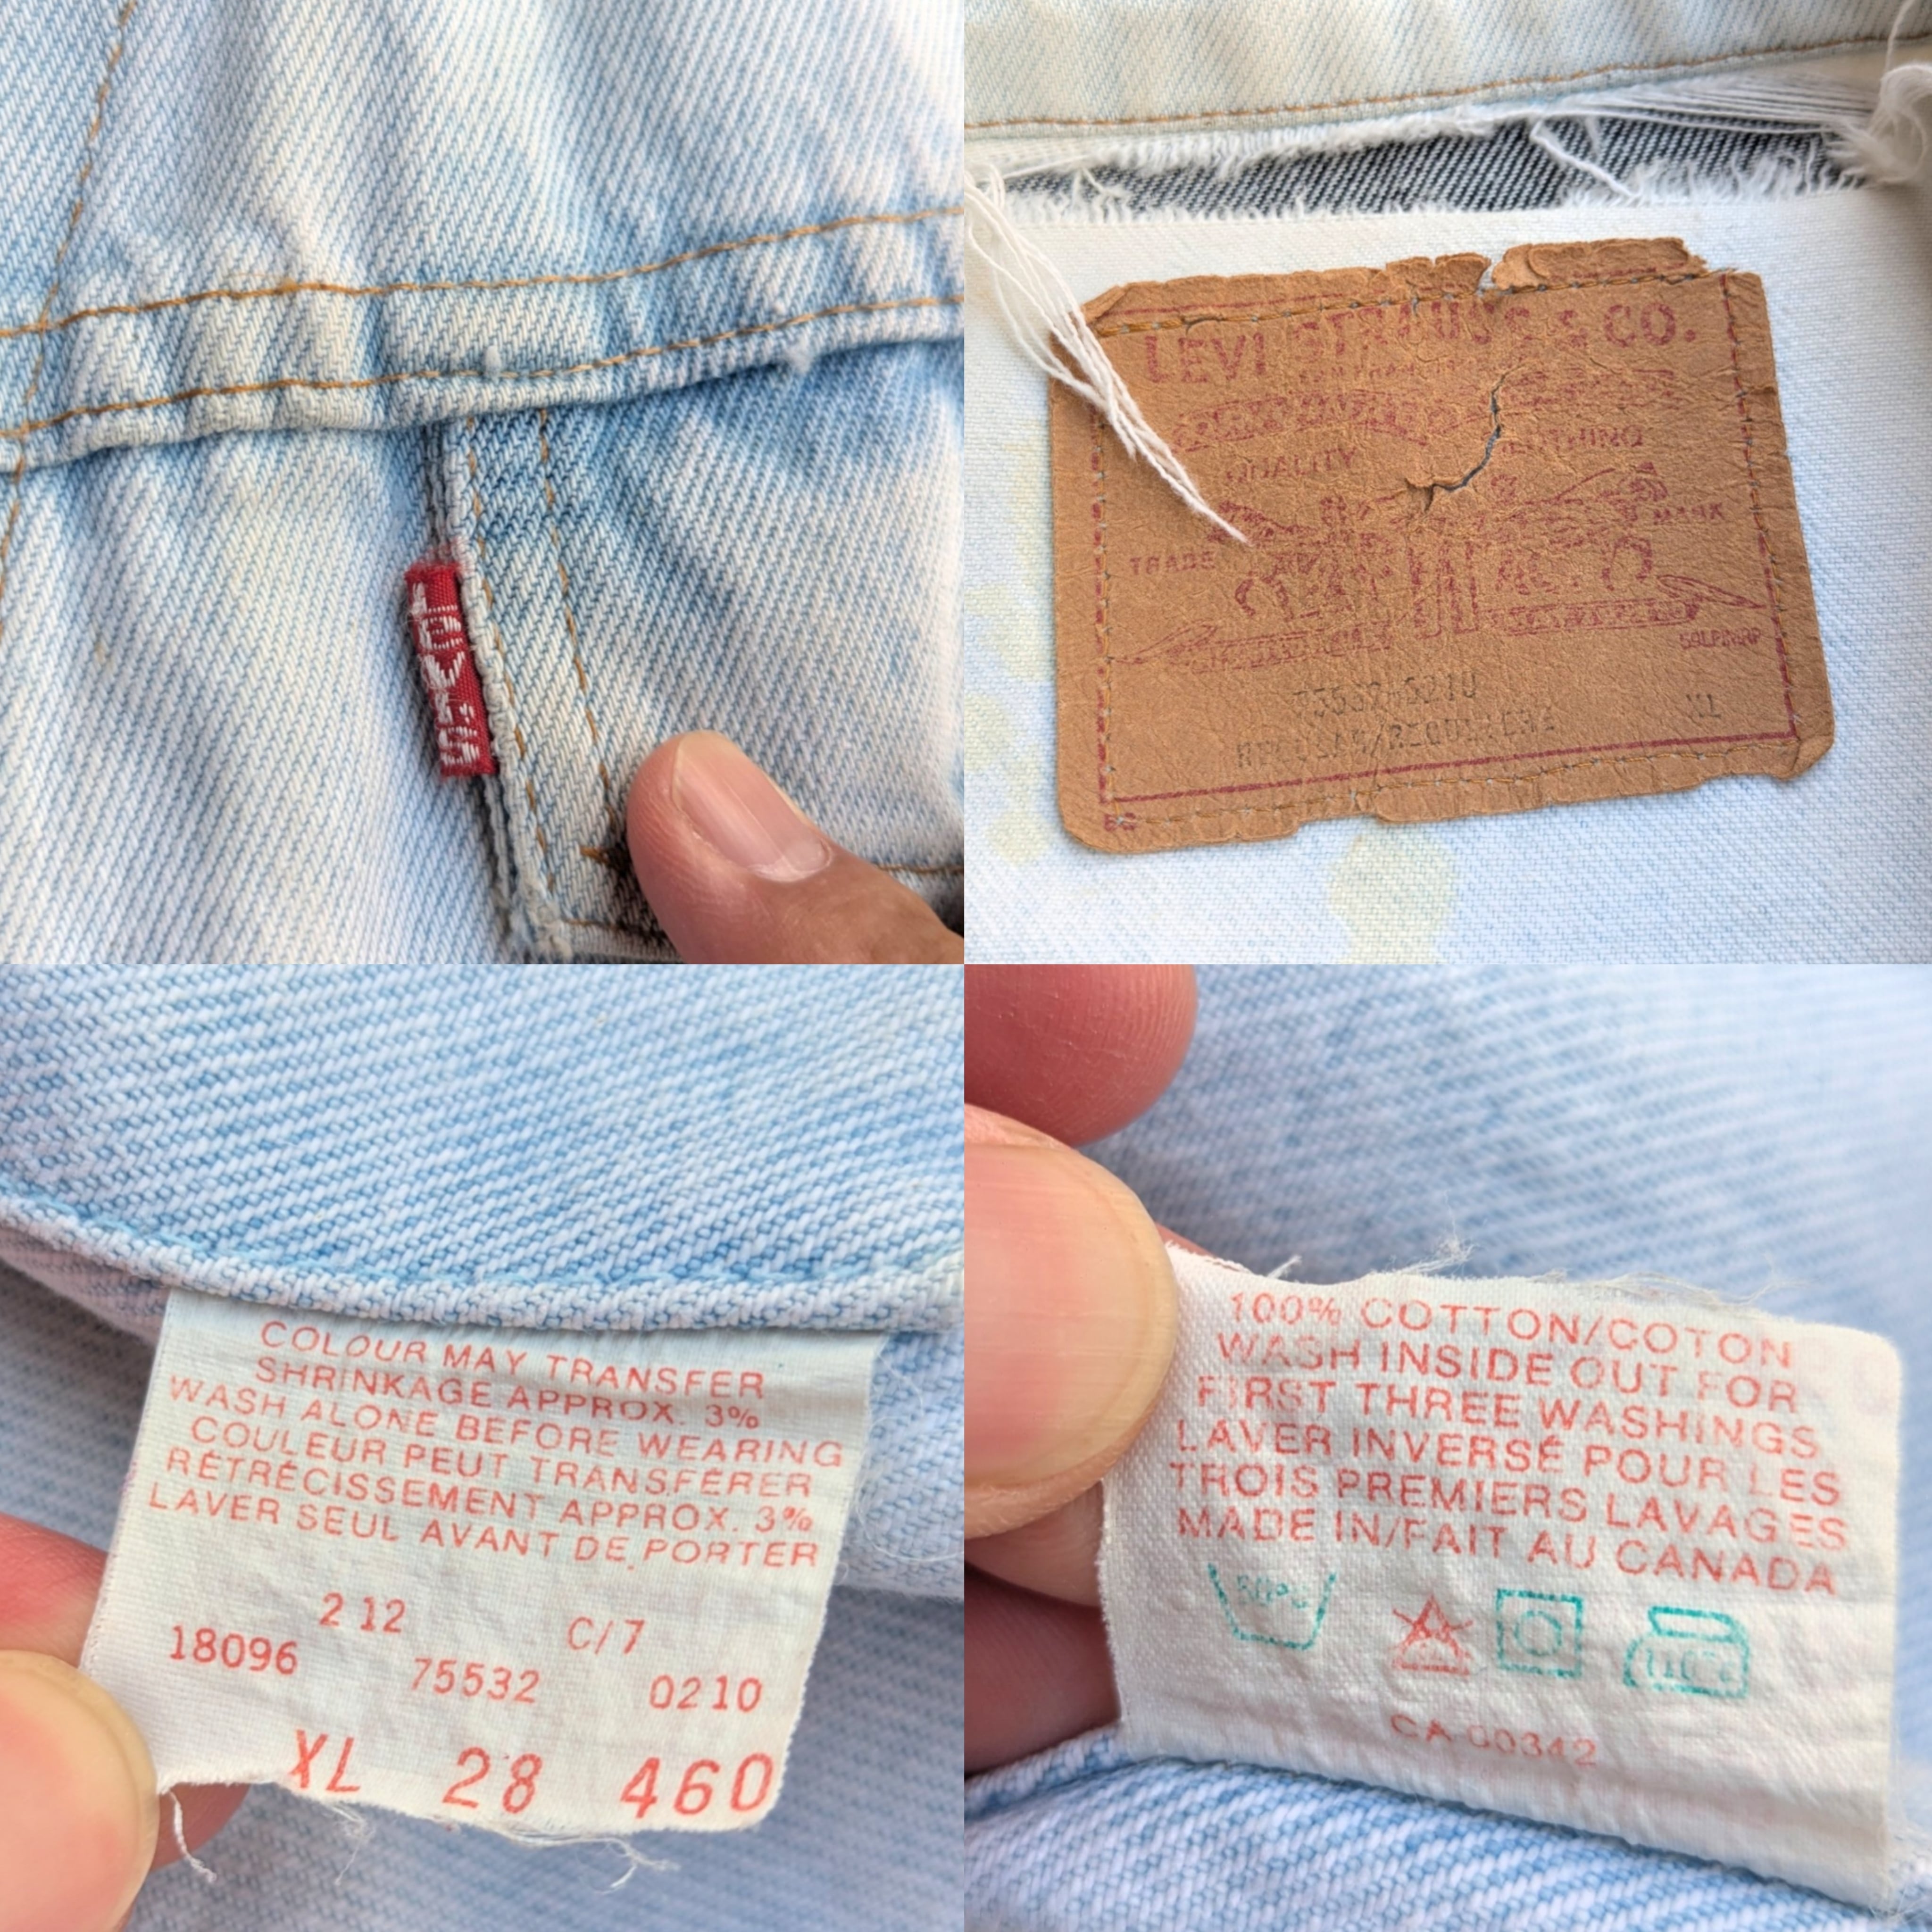 LEVI'S
LEVI STRAUSS & CO.
QUALITY CLOTHING
TRADE MARK
XL
COLOUR MAY TRANSFER
SHRINKAGE APPROX. 3%
WASH ALONE BEFORE WEARING
COULEUR PEUT TRANSFÉRER
RÉTRÉCISSEMENT APPROX. 3%
LAVER SEUL AVANT DE PORTER
2 12 C/7
18096 75532 0210
XL 28 460
100% COTTON/COTON
WASH INSIDE OUT FOR
FIRST THREE WASHINGS
LAVER INVERSÉ POUR LES
TROIS PREMIERS LAVAGES
MADE IN/FAIT AU CANADA
CA 00342